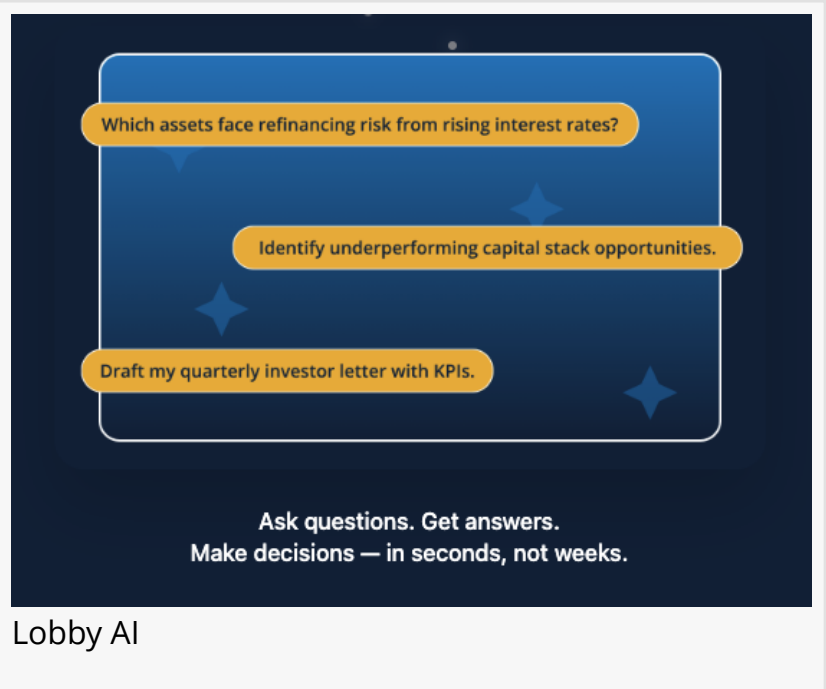 Which assets face refinancing risk from rising interest rates?
Identify underperforming capital stack opportunities.
Draft my quarterly investor letter with KPIs.
Ask questions. Get answers.
Make decisions — in seconds, not weeks.
Lobby AI